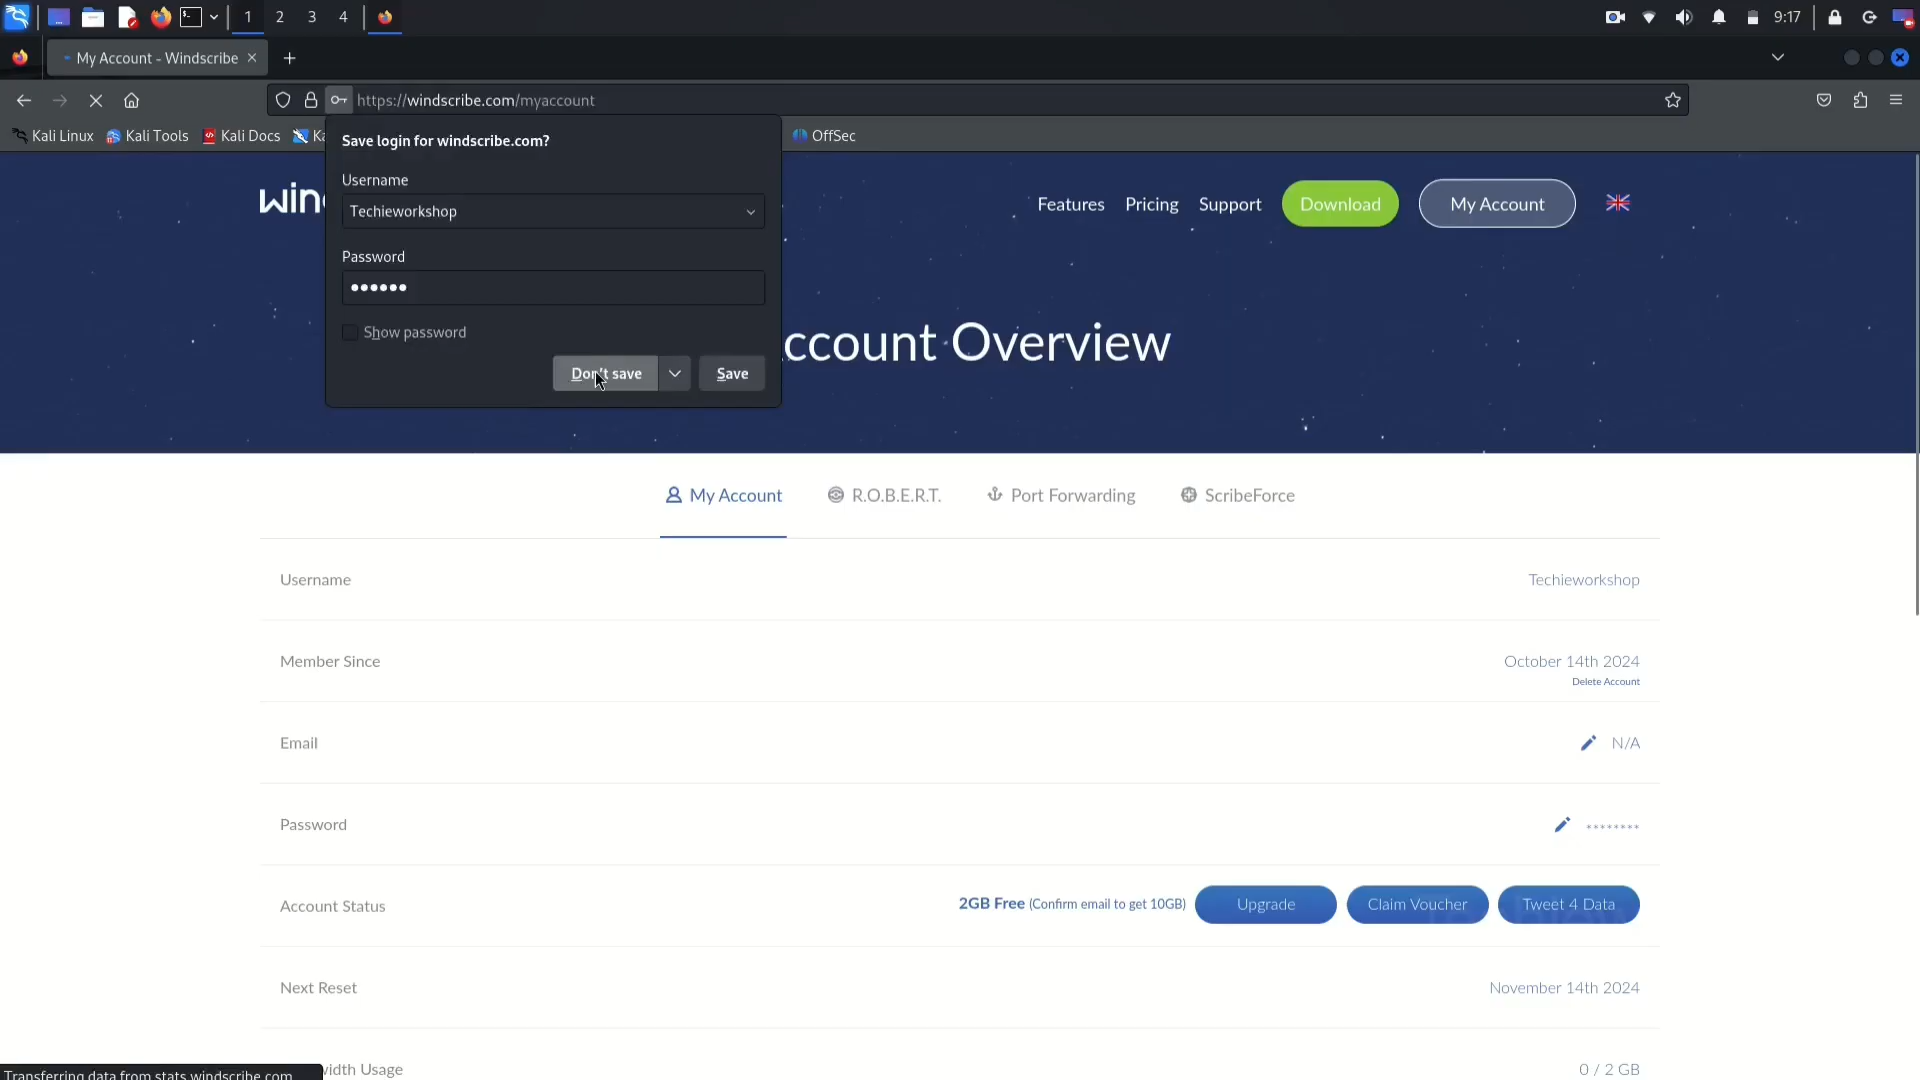 1 2 3 4 9:17
My Account - Windscribe
https://windscribe.com/myaccount
Kali Linux Kali Tools Kali Docs Ka OffSec
Save login for windscribe.com?
Username
Techieworkshop
Password
••••••
Show password
Don't save Save
wind Features Pricing Support Download My Account
ccount Overview
My Account R.O.B.E.R.T. Port Forwarding ScribeForce
Username Techieworkshop
Member Since October 14th 2024
Delete Account
Email N/A
Password ********
Account Status 2GB Free (Confirm email to get 10GB) Upgrade Claim Voucher Tweet 4 Data
Next Reset November 14th 2024
width Usage 0 / 2 GB
Transferring data from stats.windscribe.com